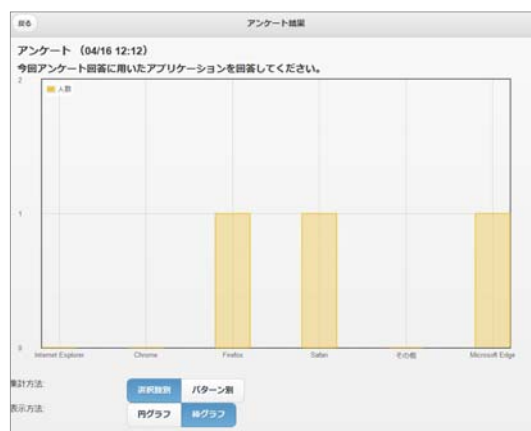 戻る
アンケート結果
アンケート (04/16 12:12)
今回アンケート回答に用いたアプリケーションを回答してください。
2
人数
1
0
Internet Explorer Chrome Firefox Safari その他 Microsoft Edge
集計方法:
選択肢別 パターン別
表示方法:
円グラフ 棒グラフ